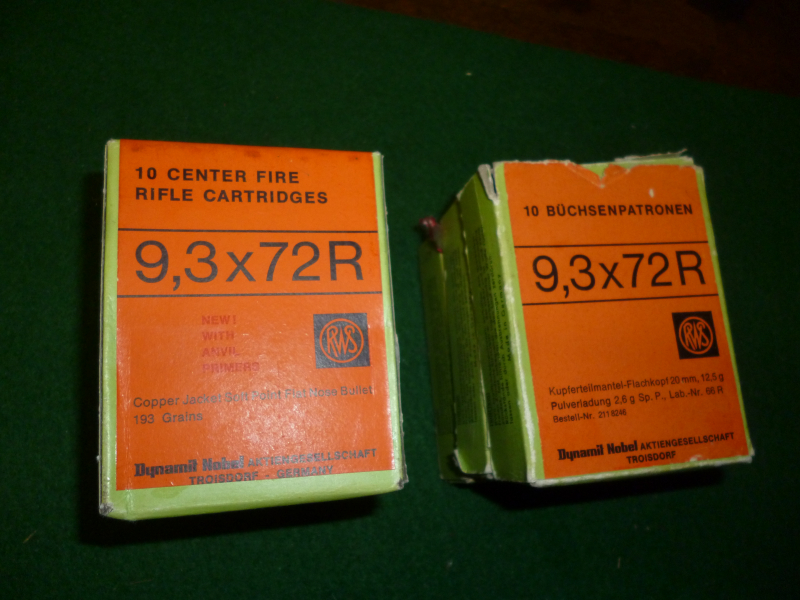 10 CENTER FIRE
RIFLE CARTRIDGES
9,3x72R
NEW!
WITH
ANVIL
PRIMERS
RWS
Copper Jacket Soft Point Flat Nose Bullet
193 Grains
Dynamit Nobel AKTIENGESELLSCHAFT
TROISDORF - GERMANY
10 BÜCHSENPATRONEN
9,3x72R
RWS
Kupferteilmantel-Flachkopf 20 mm, 12,5 g
Pulverladung 2,6 g Sp. P., Lab.-Nr. 66 R
Bestell-Nr. 211 8246
Dynamit Nobel AKTIENGESELLSCHAFT
TROISDORF